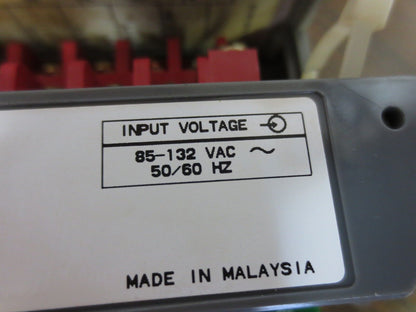 INPUT VOLTAGE
85-132 VAC ~
50/60 HZ
MADE IN MALAYSIA